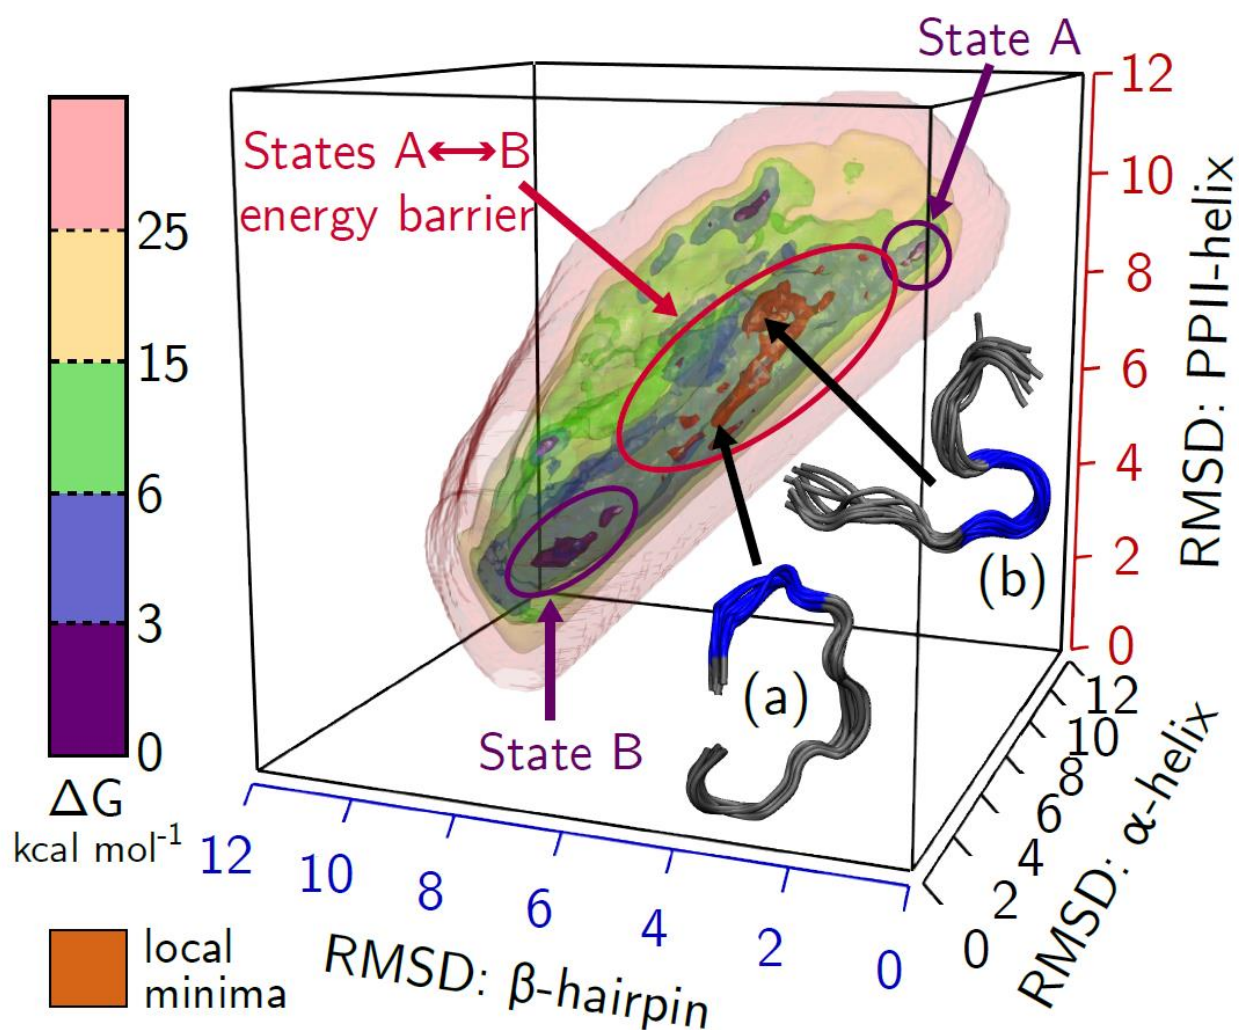 State A
States A↔B
energy barrier
25
15
6
3
0
ΔG
kcal mol⁻¹
local
minima
State B
(a)
(b)
12
10
8
6
4
2
0
RMSD: PPII-helix
12
10
8
6
4
2
0
RMSD: α-helix
12
10
8
6
4
2
0
RMSD: β-hairpin